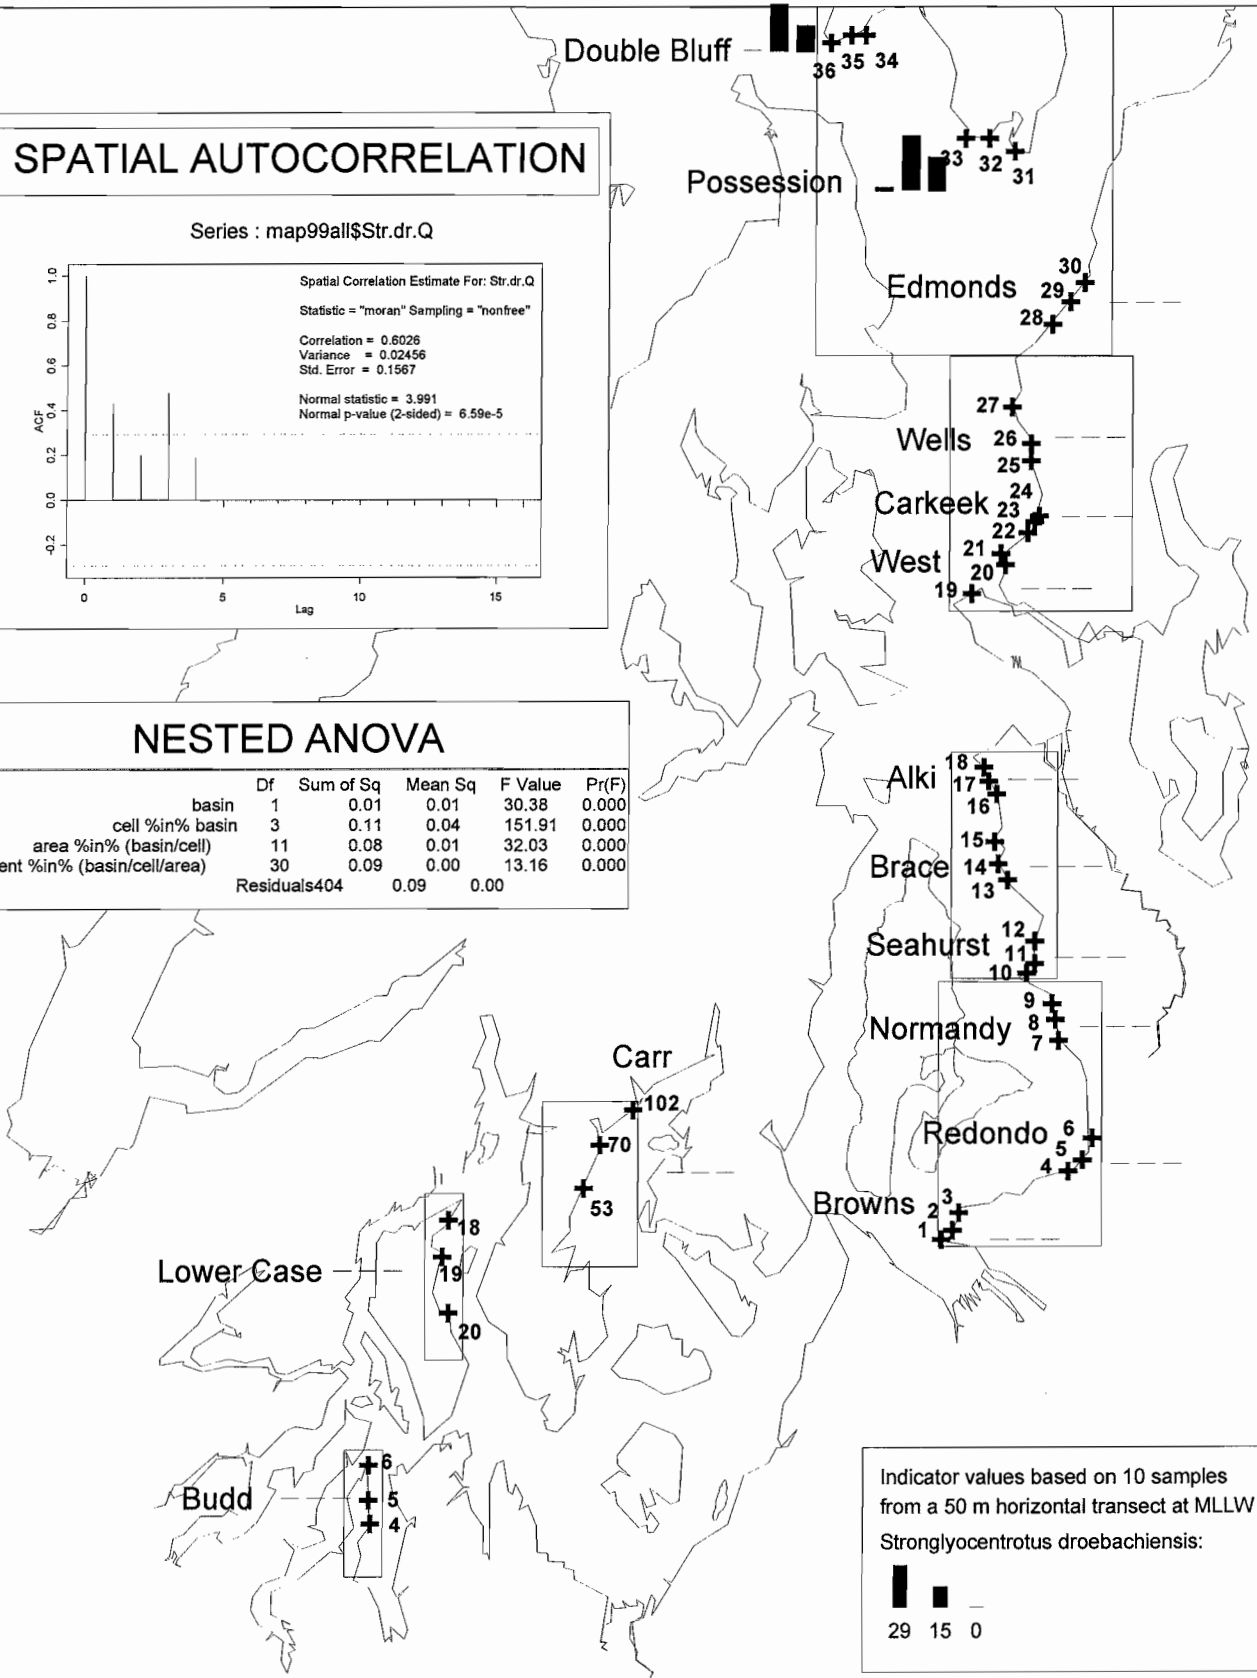 Double Bluff
36 35 34
SPATIAL AUTOCORRELATION
33 32 31
Possession
Series : map99all$Str.dr.Q
Spatial Correlation Estimate For: Str.dr.Q
Statistic = "moran" Sampling = "nonfree"
Correlation = 0.6026
Variance = 0.02456
Std. Error = 0.1567
Normal statistic = 3.991
Normal p-value (2-sided) = 6.59e-5
ACF
1.0
0.8
0.6
0.4
0.2
0.0
-0.2
0 5 10 15
Lag
Edmonds
30
29
28
27
Wells
26
25
24
Carkeek
23
22
21
West
20
19
NESTED ANOVA
Df Sum of Sq Mean Sq F Value Pr(F)
basin 1 0.01 0.01 30.38 0.000
cell %in% basin 3 0.11 0.04 151.91 0.000
area %in% (basin/cell) 11 0.08 0.01 32.03 0.000
ent %in% (basin/cell/area) 30 0.09 0.00 13.16 0.000
Residuals404 0.09 0.00
18
Alki
17
16
15
Brace
14
13
12
Seahurst
11
10
9
Normandy
8
7
Carr
102
70
53
Redondo
6
5
4
Browns
3
2
1
18
Lower Case
19
20
6
Budd
5
4
Indicator values based on 10 samples
from a 50 m horizontal transect at MLLW
Stronglyocentrotus droebachiensis:
29 15 0